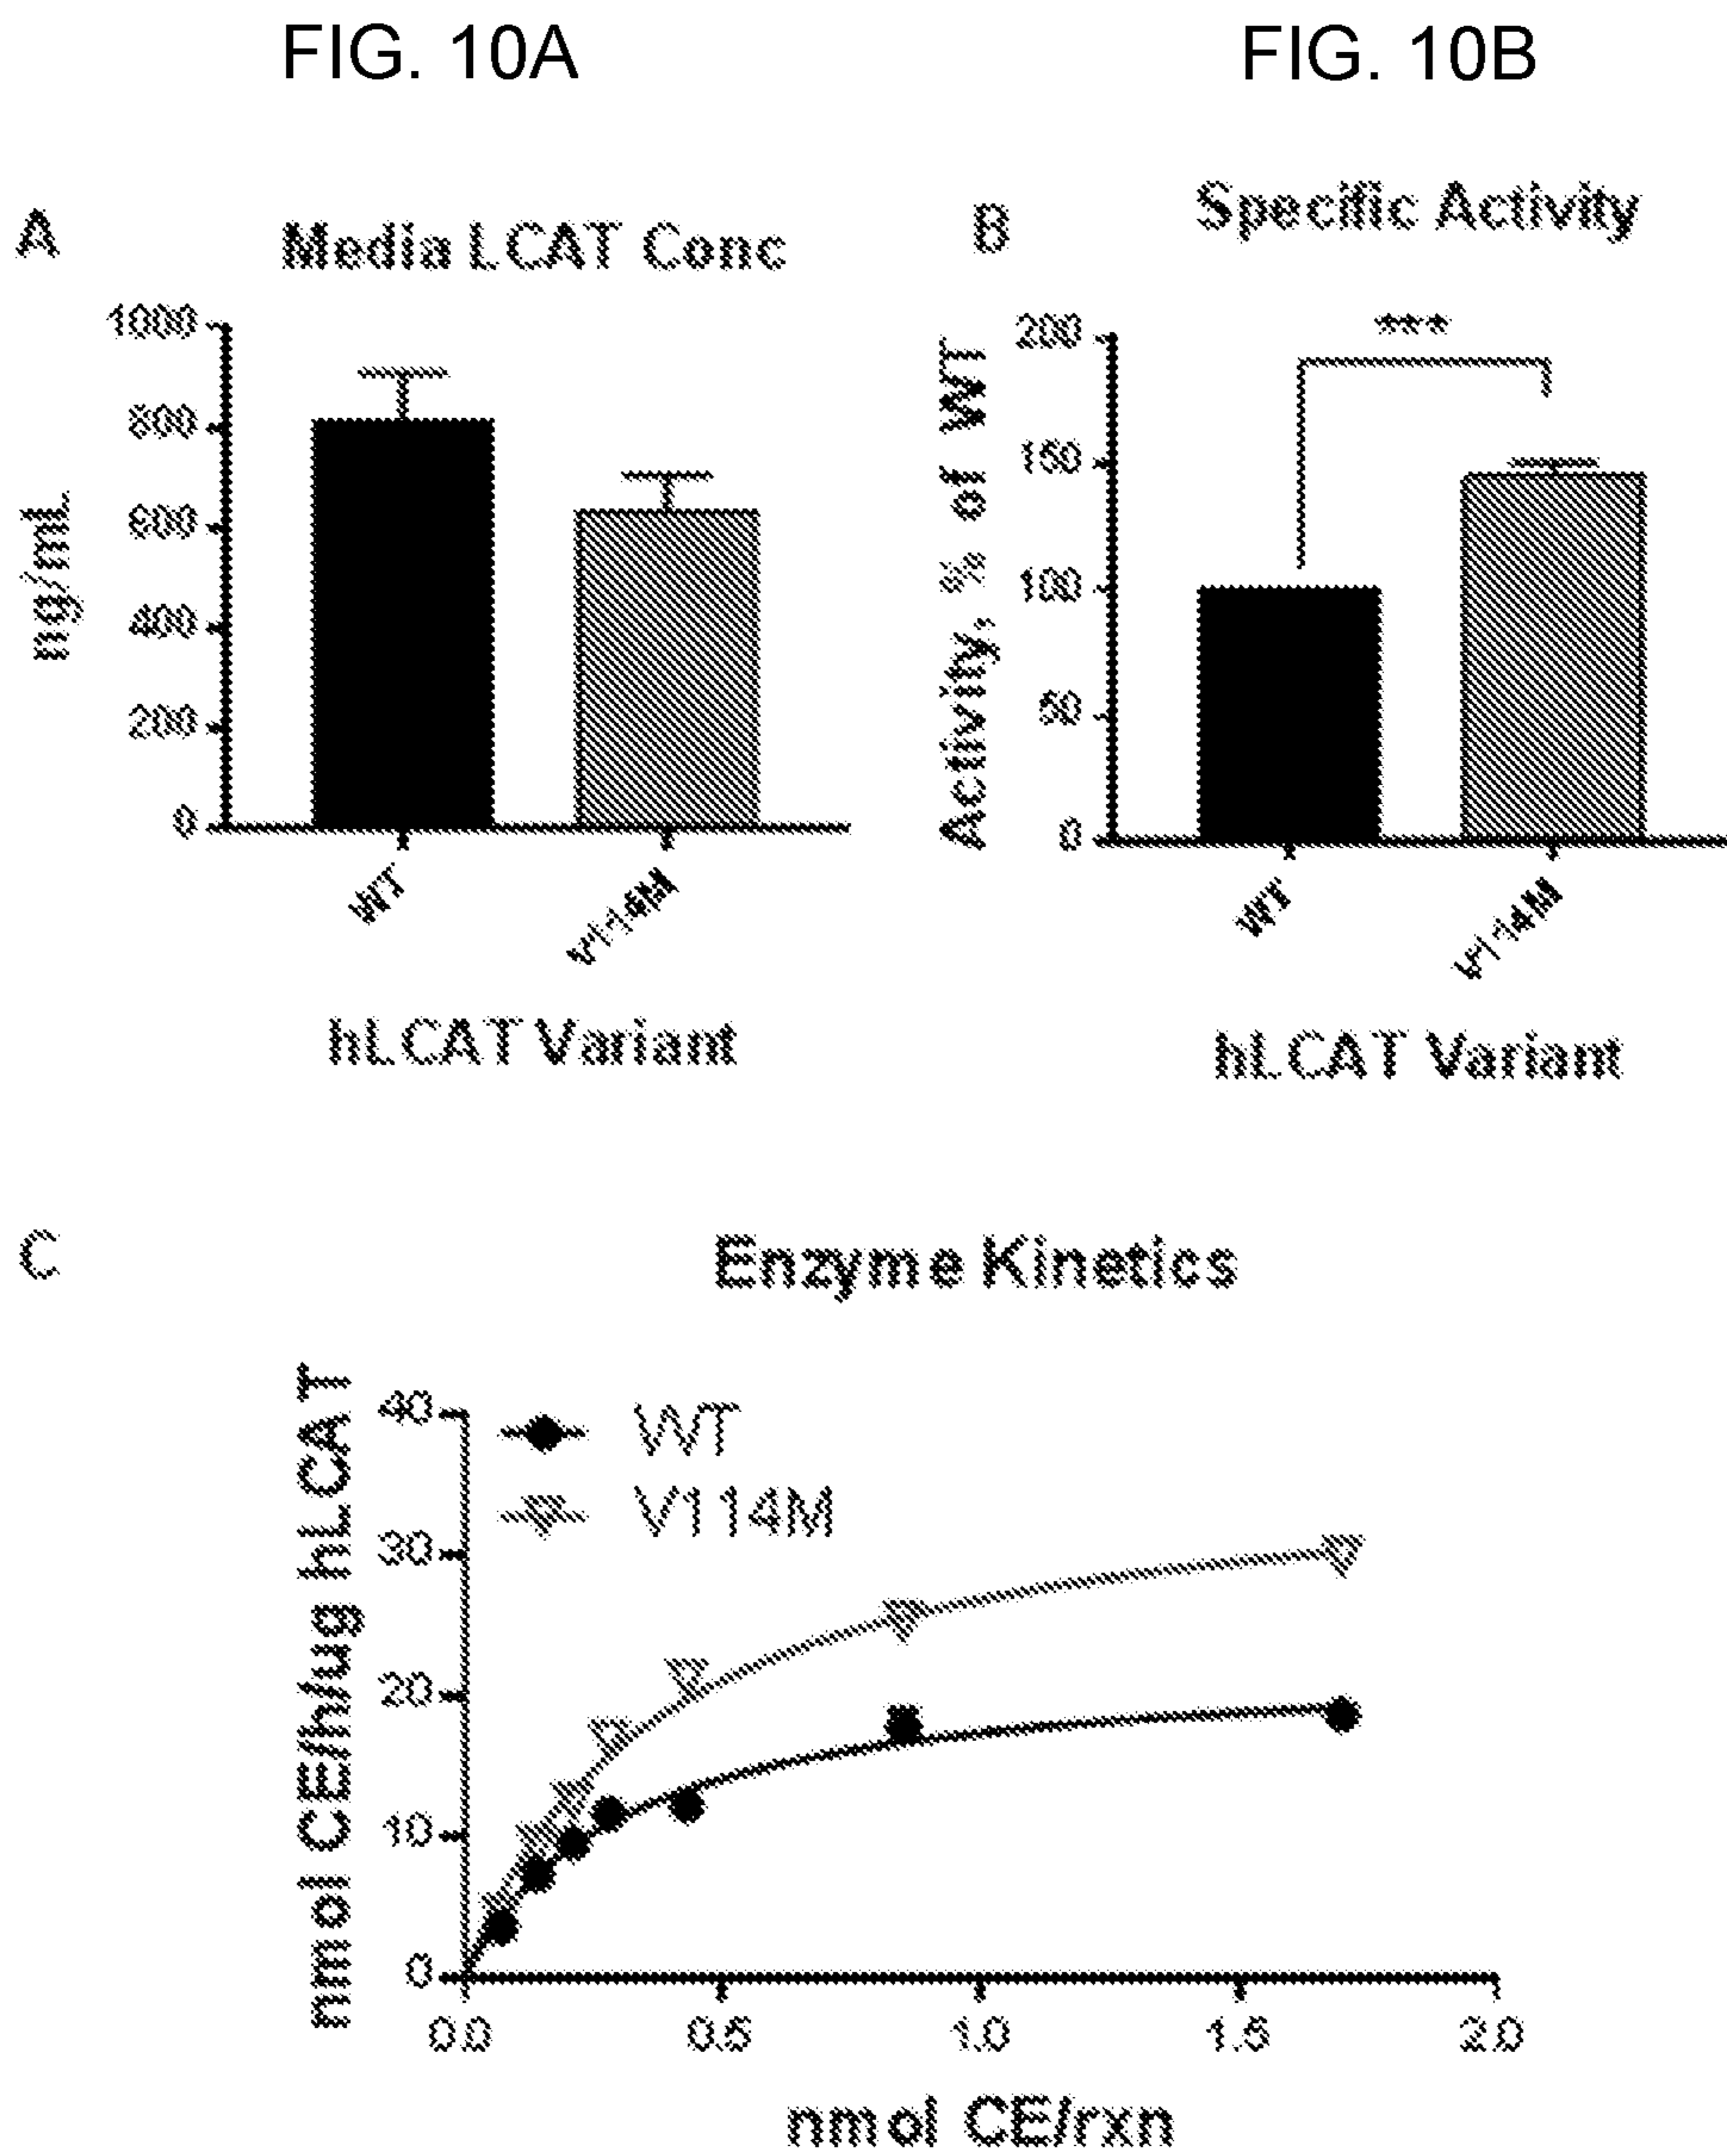 FIG. 10A
FIG. 10B
A
Media LCAT Conc
1000
800
600
400
200
0
ng/mL
WT
V114M
hLCAT Variant
B
Specific Activity
***
200
150
100
50
0
Activity, % of WT
WT
V114M
hLCAT Variant
C
Enzyme Kinetics
WT
V114M
40
30
20
10
0
nmol CE/h/ug hLCAT
0.0
0.5
1.0
1.5
2.0
nmol CE/rxn